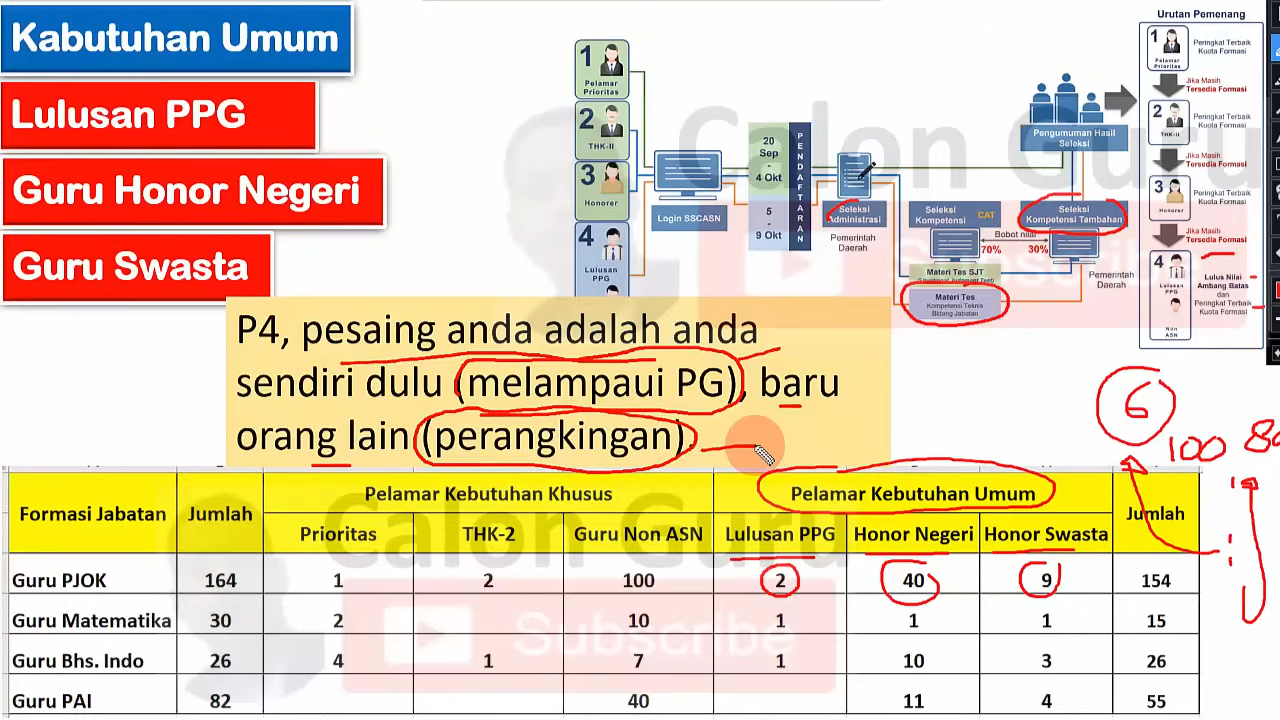 Kabutuhan Umum
Lulusan PPG
Guru Honor Negeri
Guru Swasta
1
Pelamar
Prioritas
2
THK-II
3
Honorer
4
Lulusan
PPG
Login SSCASN
20
Sep
-
4 Okt
5
-
9 Okt
PENDAFTARAN
Seleksi
Administrasi
Pemerintah
Daerah
Seleksi
Kompetensi
CAT
Bobot nilai
70%
30%
Materi Tes SJT
Materi Tes
Kompetensi Teknis
Bidang Jabatan
Seleksi
Kompetensi Tambahan
Pemerintah
Daerah
Pengumuman Hasil
Seleksi
Urutan Pemenang
1
Pelamar
Prioritas
Peringkat Terbaik
Kuota Formasi
Jika Masih
Tersedia Formasi
2
THK-II
Peringkat Terbaik
Kuota Formasi
Jika Masih
Tersedia Formasi
3
Honorer
Peringkat Terbaik
Kuota Formasi
Jika Masih
Tersedia Formasi
4
Lulusan
PPG
Non
ASN
Lulus Nilai
Ambang Batas
dan
Peringkat Terbaik
Kuota Formasi
Calon Guru
Subscribe
P4, pesaing anda adalah anda
sendiri dulu (melampaui PG), baru
orang lain (perangkingan).
6
100
Formasi Jabatan Jumlah Pelamar Kebutuhan Khusus Pelamar Kebutuhan Umum Jumlah
Prioritas THK-2 Guru Non ASN Lulusan PPG Honor Negeri Honor Swasta
Guru PJOK 164 1 2 100 2 40 9 154
Guru Matematika 30 2 10 1 1 1 15
Guru Bhs. Indo 26 4 1 7 1 10 3 26
Guru PAI 82 40 11 4 55
Calon Guru
Subscribe